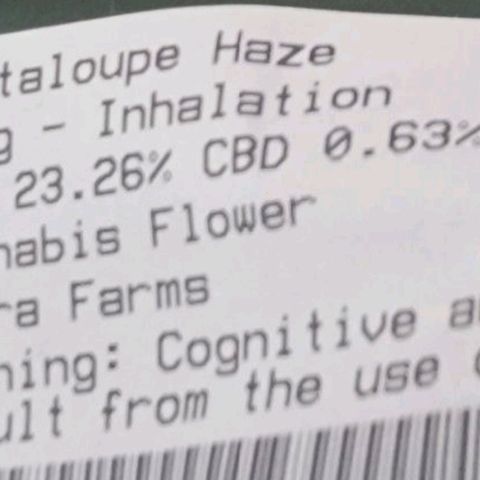 taloupe Haze
g - Inhalation
23.26% CBD 0.63%
nabis Flower
ra Farms
ning: Cognitive a
ult from the use